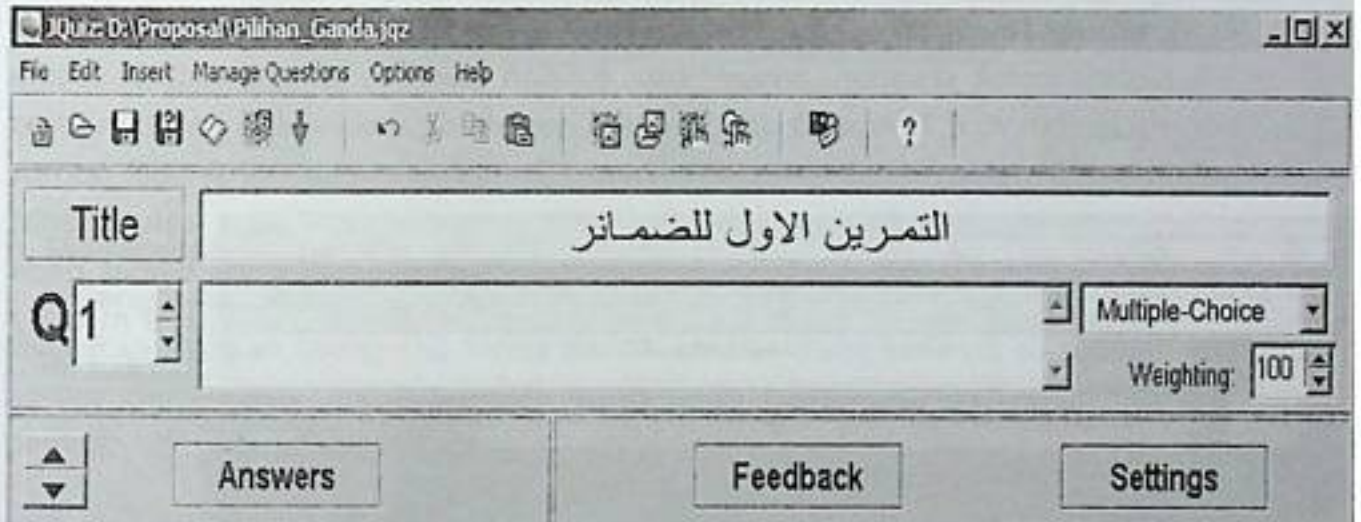 JQuiz: D:\Proposal\Pilihan_Ganda.jqz
File Edit Insert Manage Questions Options Help
Title التمرين الاول للضمائر
Q 1 Multiple-Choice
Weighting: 100
Answers Feedback Settings